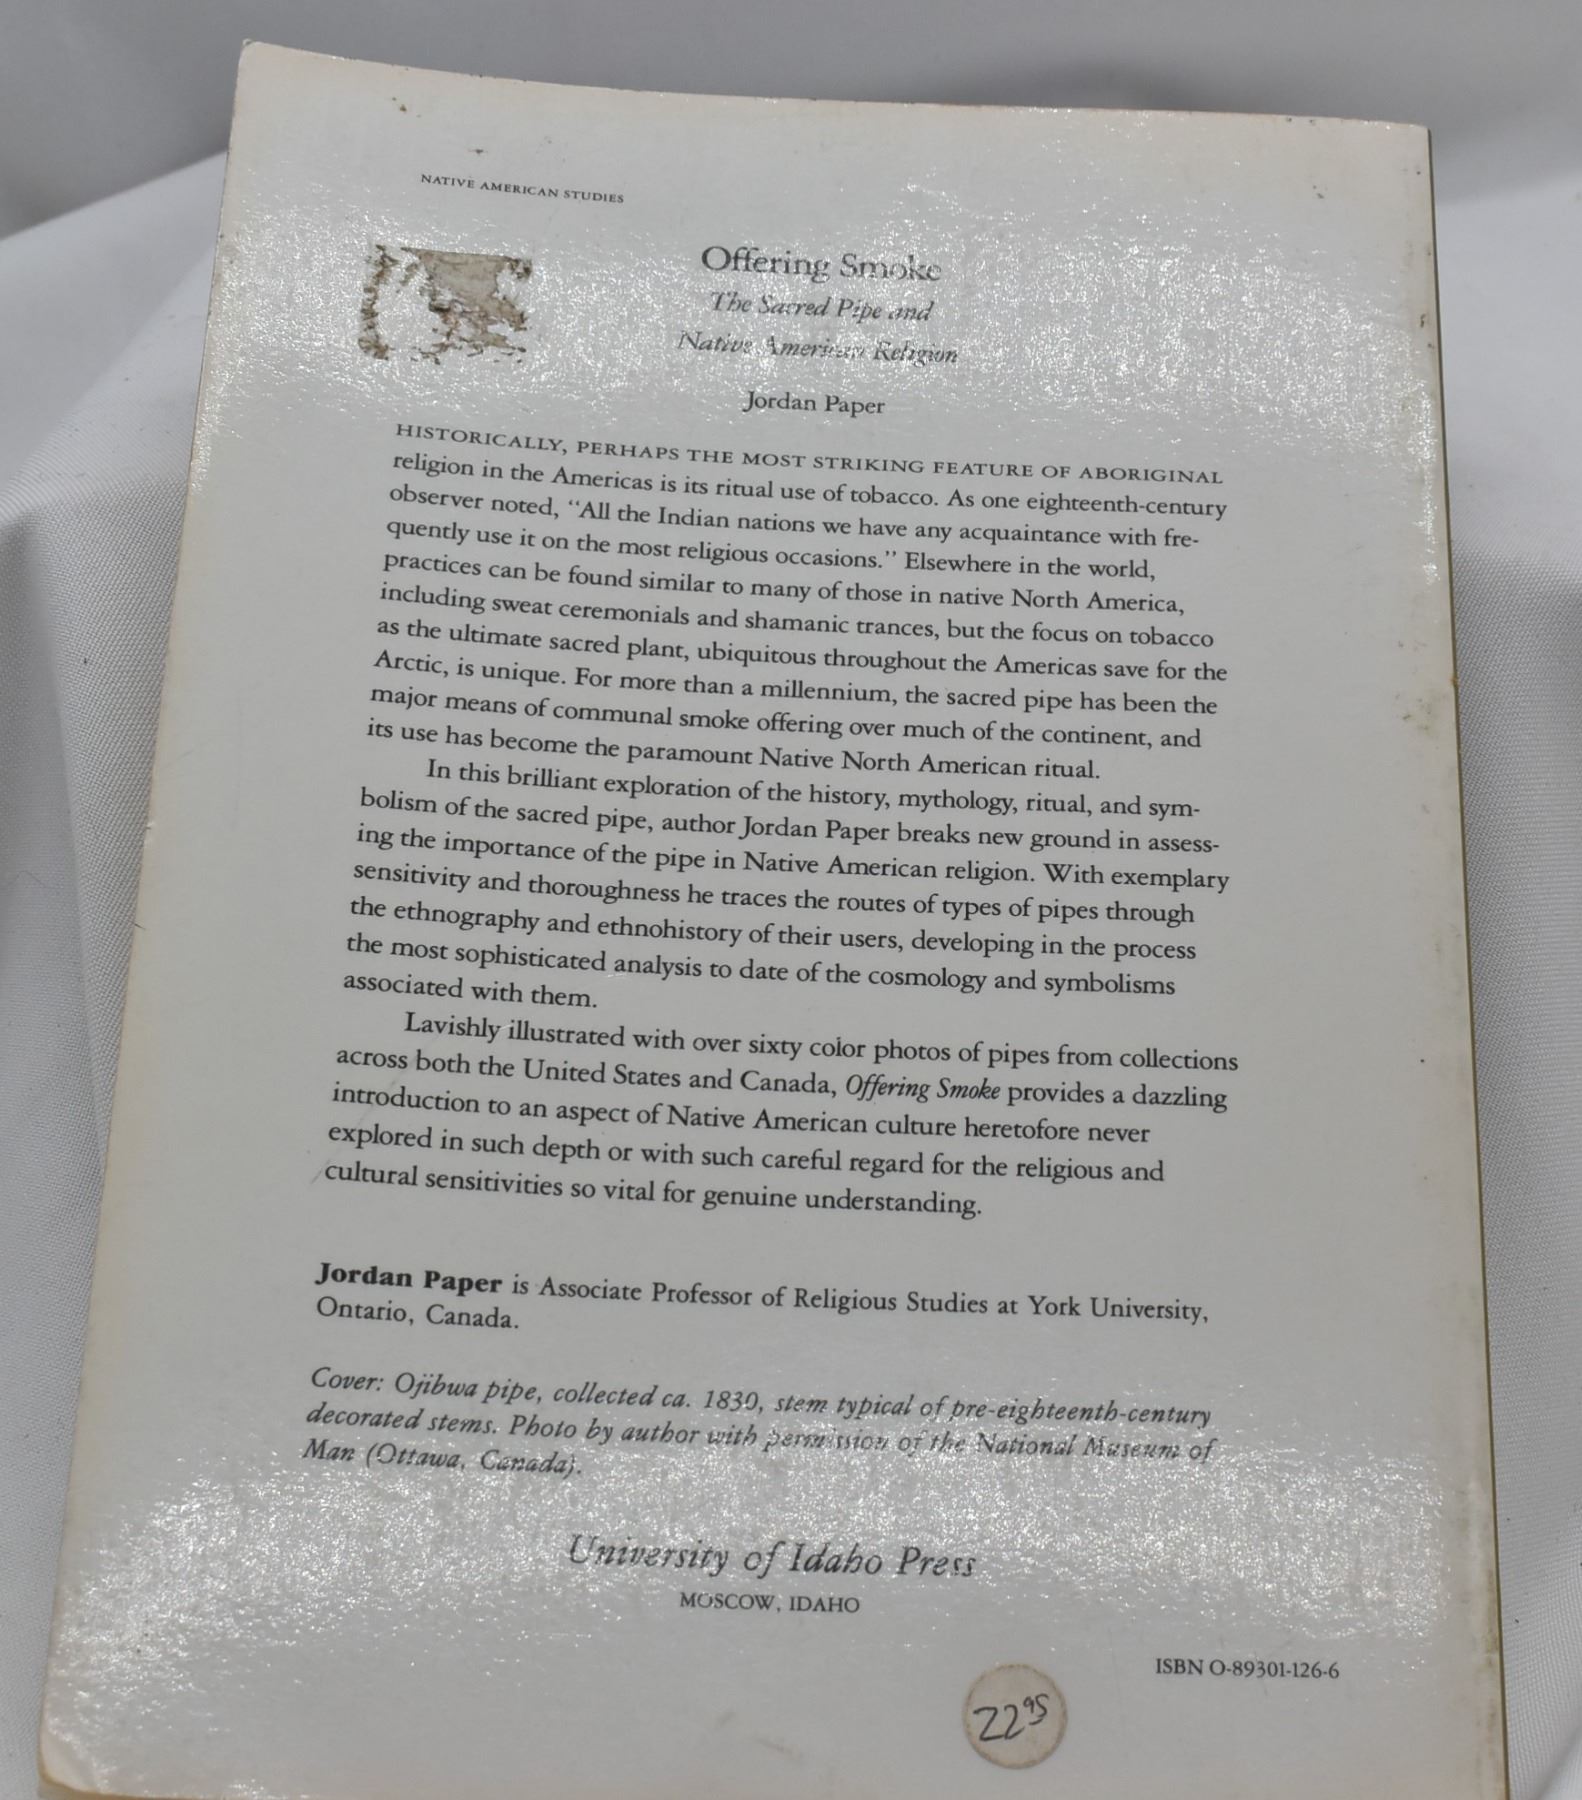 NATIVE AMERICAN STUDIES
Offering Smoke
The Sacred Pipe and
Native American Religion
Jordan Paper
HISTORICALLY, PERHAPS THE MOST STRIKING FEATURE OF ABORIGINAL
religion in the Americas is its ritual use of tobacco. As one eighteenth-century
observer noted, "All the Indian nations we have any acquaintance with fre-
quently use it on the most religious occasions." Elsewhere in the world,
practices can be found similar to many of those in native North America,
including sweat ceremonials and shamanic trances, but the focus on tobacco
as the ultimate sacred plant, ubiquitous throughout the Americas save for the
Arctic, is unique. For more than a millennium, the sacred pipe has been the
major means of communal smoke offering over much of the continent, and
its use has become the paramount Native North American ritual.
In this brilliant exploration of the history, mythology, ritual, and sym-
bolism of the sacred pipe, author Jordan Paper breaks new ground in assess-
ing the importance of the pipe in Native American religion. With exemplary
sensitivity and thoroughness he traces the routes of types of pipes through
the ethnography and ethnohistory of their users, developing in the process
the most sophisticated analysis to date of the cosmology and symbolisms
associated with them.
Lavishly illustrated with over sixty color photos of pipes from collections
across both the United States and Canada, Offering Smoke provides a dazzling
introduction to an aspect of Native American culture heretofore never
explored in such depth or with such careful regard for the religious and
cultural sensitivities so vital for genuine understanding.
Jordan Paper is Associate Professor of Religious Studies at York University,
Ontario, Canada.
Cover: Ojibwa pipe, collected ca. 1830, stem typical of pre-eighteenth-century
decorated stems. Photo by author with permission of the National Museum of
Man (Ottawa, Canada).
University of Idaho Press
MOSCOW, IDAHO
ISBN O-89301-126-6
22 95